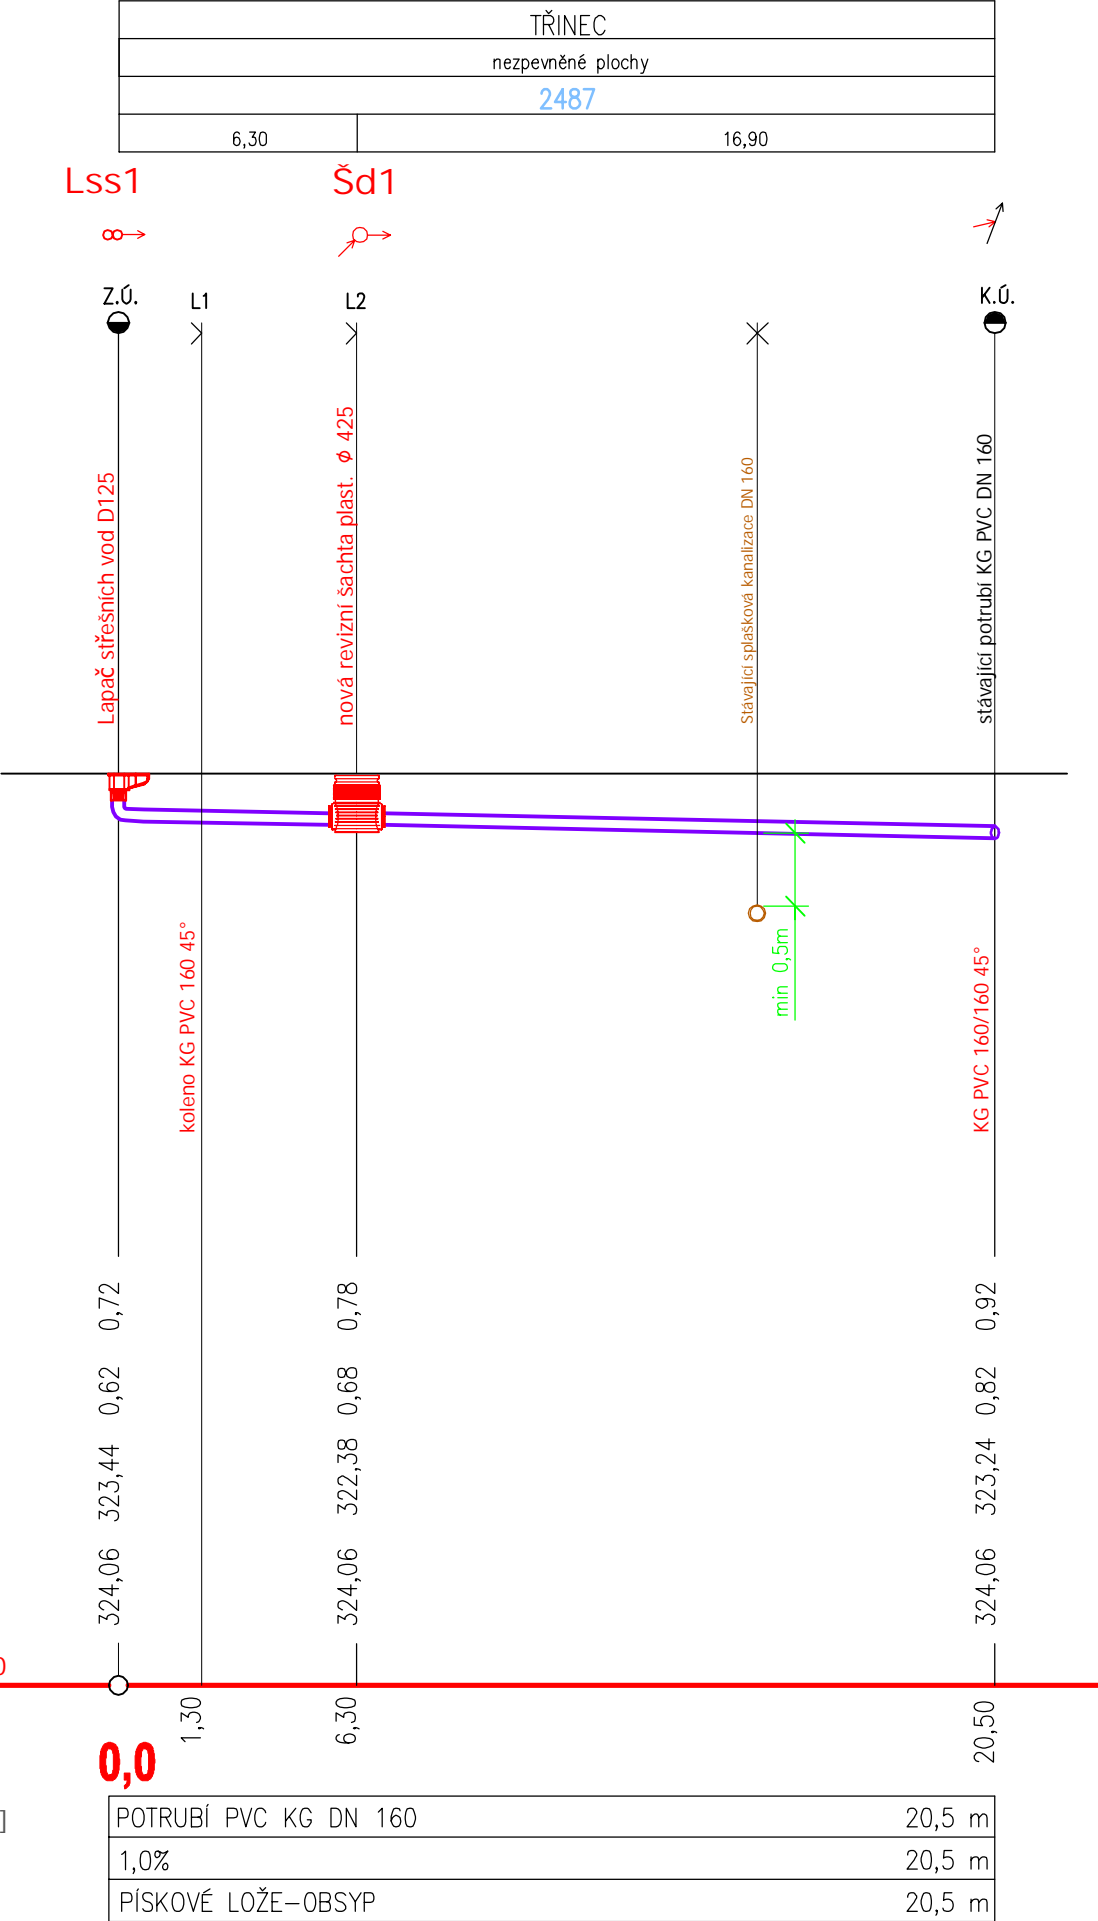 TŘINEC
nezpevněné plochy
2487
6,30 16,90
Lss1 Šd1
Z.Ú. L1 L2 K.Ú.
Lapač střešních vod D125
nová revizní šachta plast. ϕ 425
Stávající splašková kanalizace DN 160
stávající potrubí KG PVC DN 160
koleno KG PVC 160 45°
min 0,5m
KG PVC 160/160 45°
0,72 0,78 0,92
0,62 0,68 0,82
323,44 322,38 323,24
324,06 324,06 324,06
0
1,30 6,30 20,50
0,0
]
POTRUBÍ PVC KG DN 160 20,5 m
1,0% 20,5 m
PÍSKOVÉ LOŽE-OBSYP 20,5 m